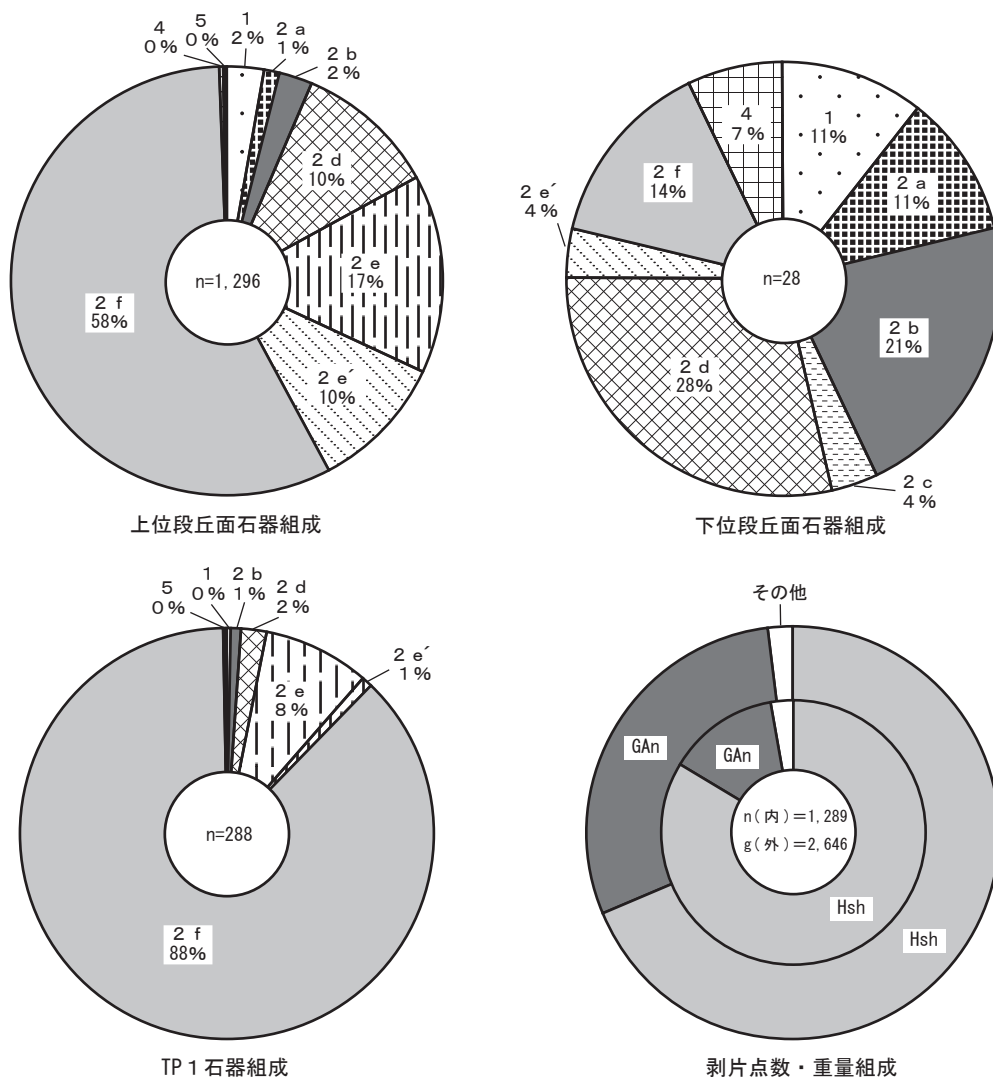 4
0%
5
0%
1
2%
2a
1%
2b
2%
2d
10%
2e
17%
2e´
10%
2f
58%
n=1,296
上位段丘面石器組成
4
7%
1
11%
2a
11%
2b
21%
2c
4%
2d
28%
2e´
4%
2f
14%
n=28
下位段丘面石器組成
5
0%
1
0%
2b
1%
2d
2%
2e
8%
2e´
1%
2f
88%
n=288
TP1石器組成
その他
GAn
GAn
n(内)=1,289
g(外)=2,646
Hsh
Hsh
剥片点数・重量組成